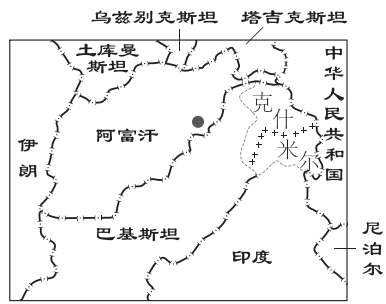 乌兹别克斯坦
塔吉克斯坦
土库曼
斯坦
中华人民共和国
克什米尔
阿富汗
伊朗
巴基斯坦
印度
尼泊尔